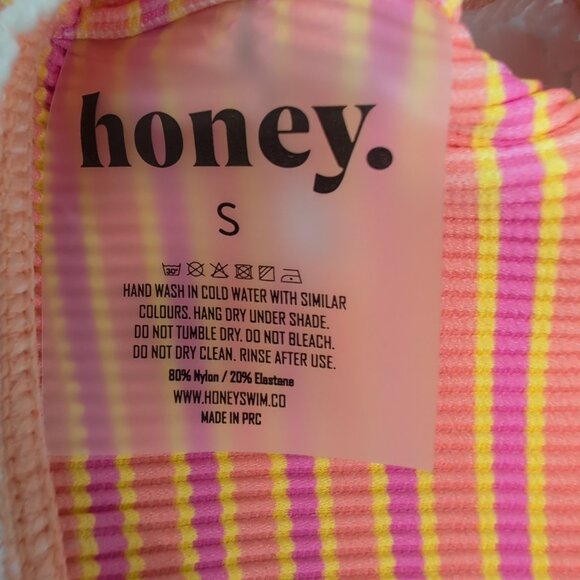 honey.
S
30°
HAND WASH IN COLD WATER WITH SIMILAR
COLOURS. HANG DRY UNDER SHADE.
DO NOT TUMBLE DRY. DO NOT BLEACH.
DO NOT DRY CLEAN. RINSE AFTER USE.
80% Nylon / 20% Elastane
WWW.HONEYSWIM.CO
MADE IN PRC